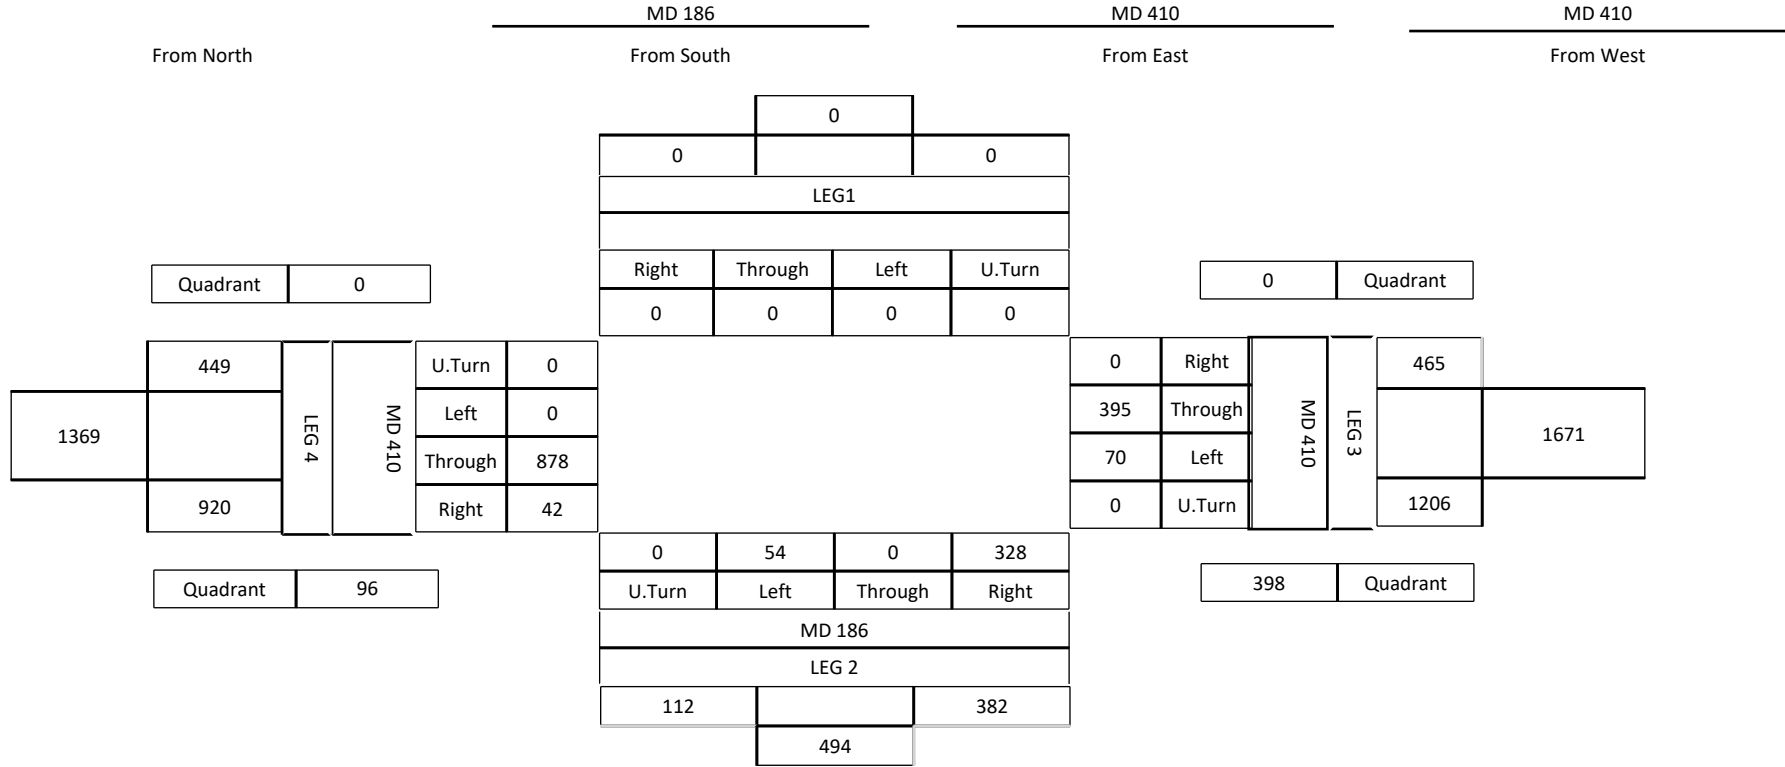 MD 186 MD 410 MD 410
From North From South From East From West
0
0 0
LEG1
Right Through Left U.Turn
Quadrant 0 0 Quadrant
0 0 0 0
449 U.Turn 0 0 Right 465
Left 0 395 Through
1369 LEG 4 MD 410 MD 410 LEG 3 1671
Through 878 70 Left
920 Right 42 0 U.Turn 1206
0 54 0 328
Quadrant 96 U.Turn Left Through Right 398 Quadrant
MD 186
LEG 2
112 382
494